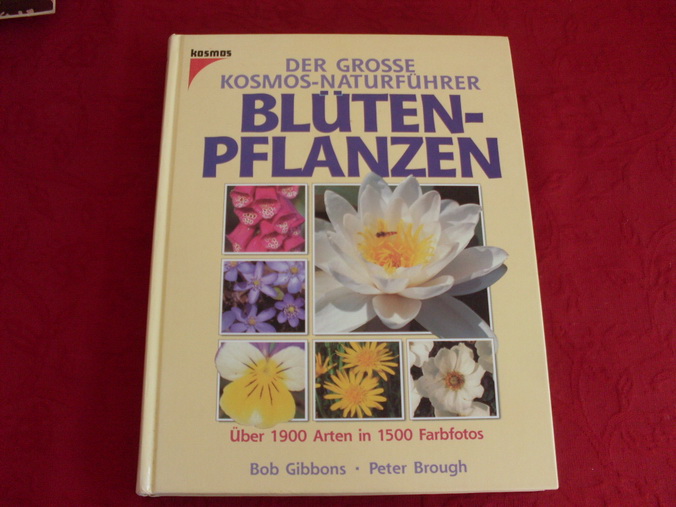 kosmos
DER GROSSE
KOSMOS-NATURFÜHRER
BLÜTEN-
PFLANZEN
Über 1900 Arten in 1500 Farbfotos
Bob Gibbons · Peter Brough